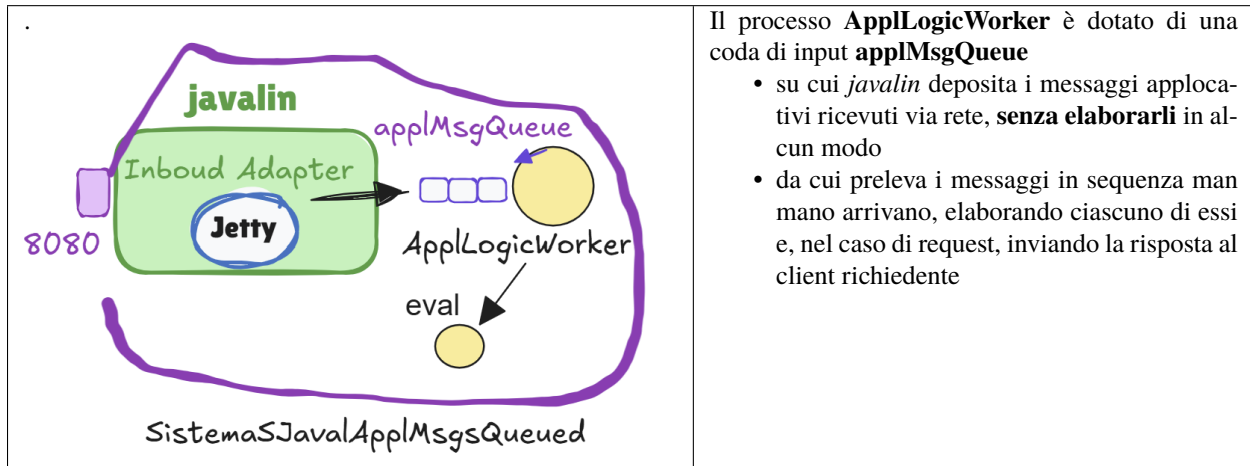 .
javalin
applMsgQueue
Inboud Adapter
Jetty
8080
ApplLogicWorker
eval
SistemaSJavalApplMsgsQueued
Il processo ApplLogicWorker è dotato di una
coda di input applMsgQueue
• su cui javalin deposita i messaggi apploca-
tivi ricevuti via rete, senza elaborarli in al-
cun modo
• da cui preleva i messaggi in sequenza man
mano arrivano, elaborando ciascuno di essi
e, nel caso di request, inviando la risposta al
client richiedente